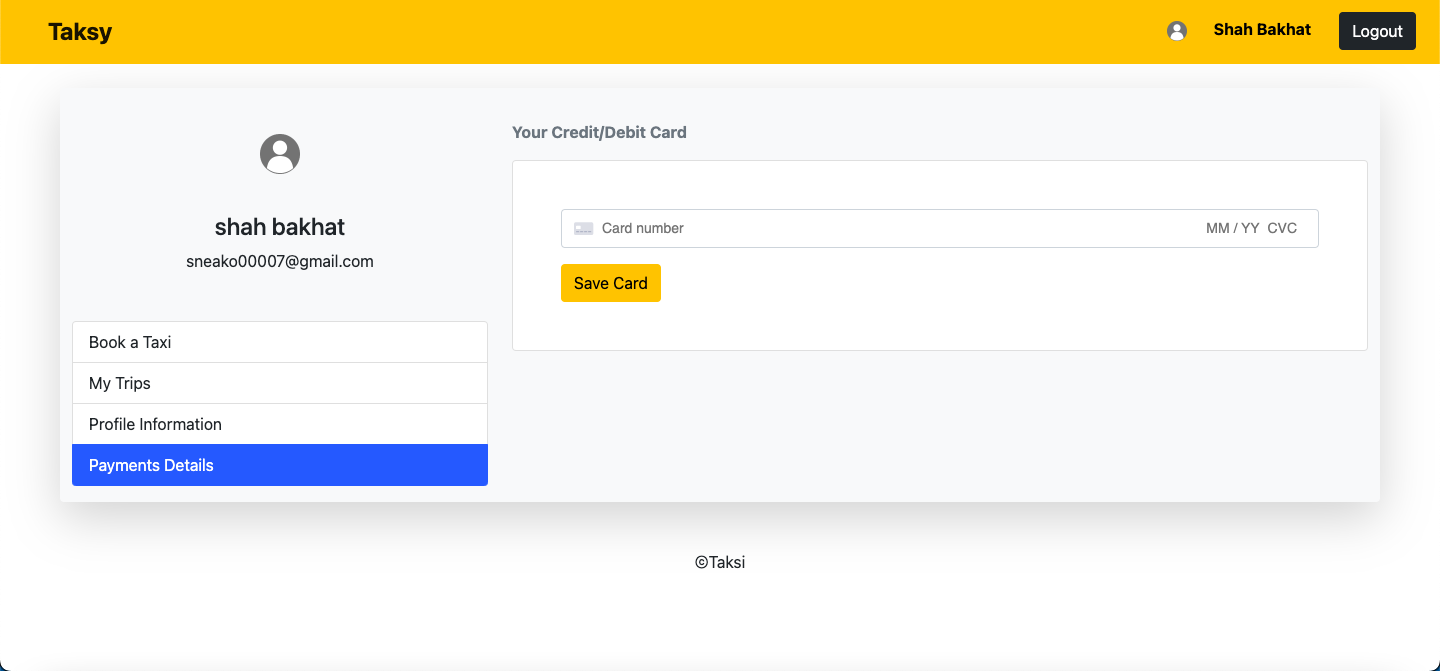 Taksy
Shah Bakhat
Logout
shah bakhat
sneako00007@gmail.com
Book a Taxi
My Trips
Profile Information
Payments Details
Your Credit/Debit Card
Card number MM / YY CVC
Save Card
©Taksi